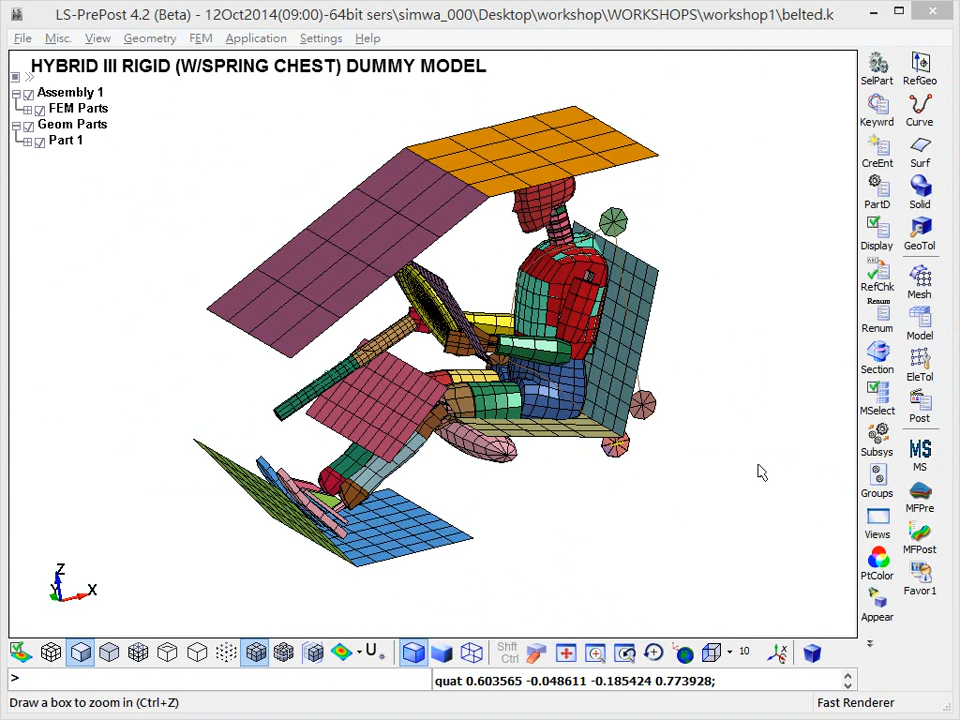 LS-PrePost 4.2 (Beta) - 12Oct2014(09:00)-64bit sers\simwa_000\Desktop\workshop\WORKSHOPS\workshop1\belted.k
File Misc. View Geometry FEM Application Settings Help
HYBRID III RIGID (W/SPRING CHEST) DUMMY MODEL
Assembly 1
FEM Parts
Geom Parts
Part 1
SelPart RefGeo
Keywrd Curve
CreEnt Surf
PartD Solid
Display GeoTol
RefChk Mesh
Renum
Renum Model
Section EleTol
MSelect Post
Subsys MS
MS
Groups MFPre
Views MFPost
PtColor Favor1
Appear
Z
Y X
U
Shft
Ctrl
10
>
quat 0.603565 -0.048611 -0.185424 0.773928;
Draw a box to zoom in (Ctrl+Z) Fast Renderer